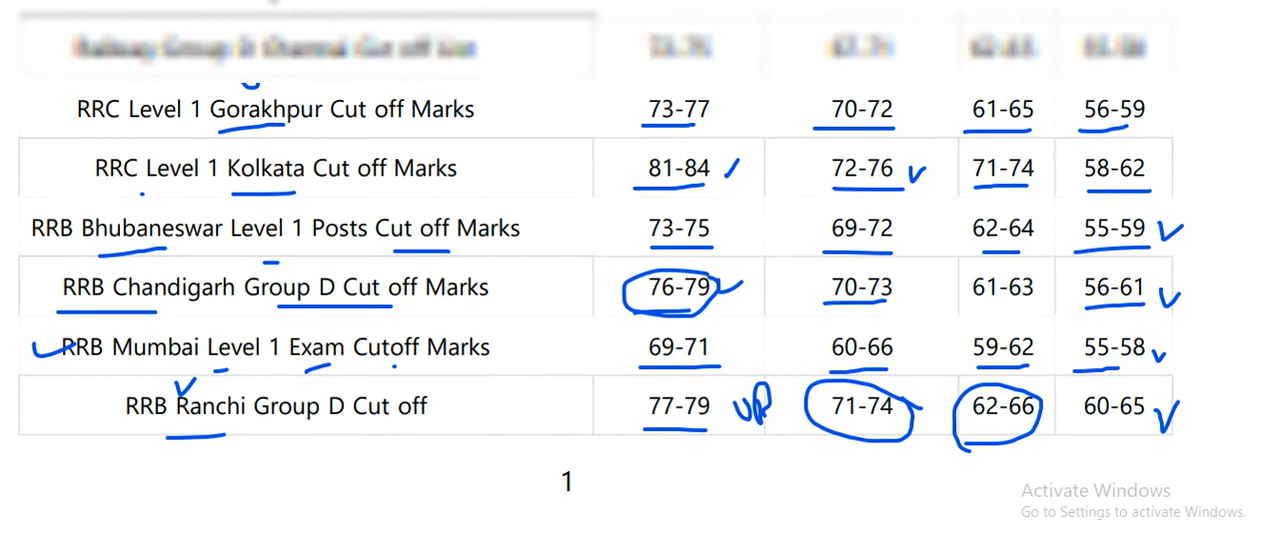 RRC Level 1 Gorakhpur Cut off Marks 73-77 70-72 61-65 56-59
RRC Level 1 Kolkata Cut off Marks 81-84 72-76 71-74 58-62
RRB Bhubaneswar Level 1 Posts Cut off Marks 73-75 69-72 62-64 55-59
RRB Chandigarh Group D Cut off Marks 76-79 70-73 61-63 56-61
RRB Mumbai Level 1 Exam Cutoff Marks 69-71 60-66 59-62 55-58
RRB Ranchi Group D Cut off 77-79 UR 71-74 62-66 60-65
1
Activate Windows
Go to Settings to activate Windows.